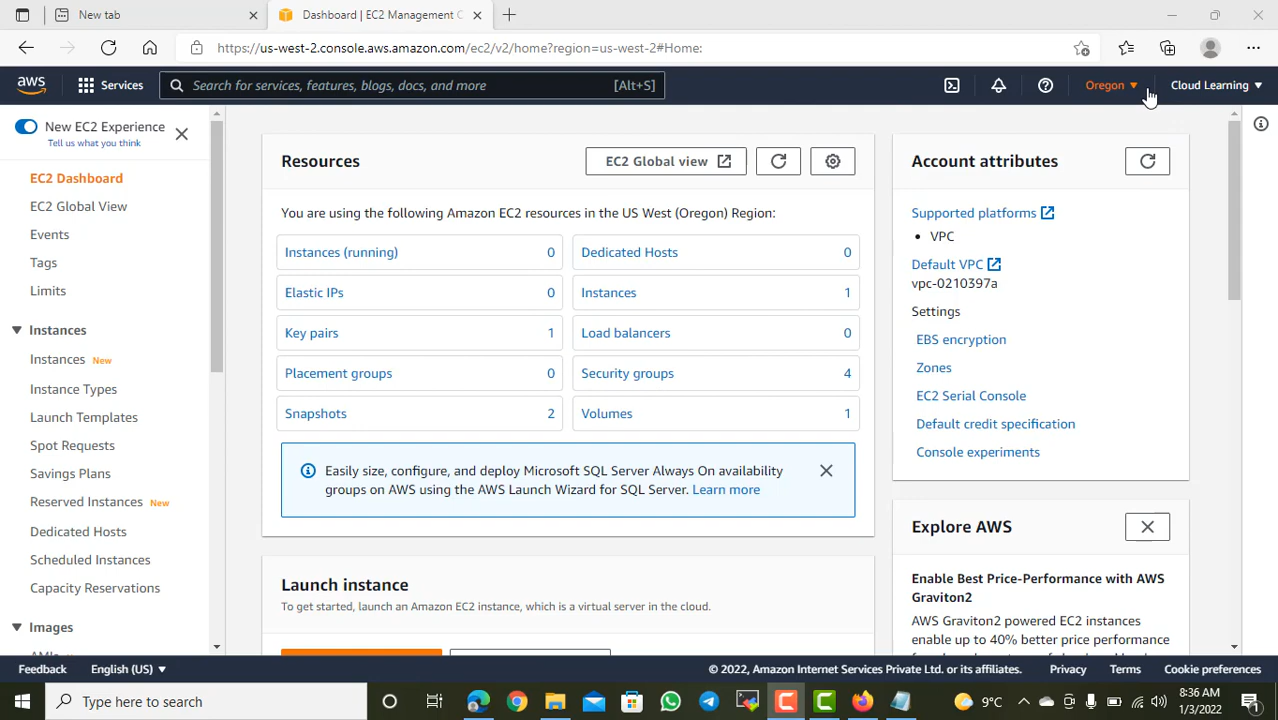 New tab
Dashboard | EC2 Management C
https://us-west-2.console.aws.amazon.com/ec2/v2/home?region=us-west-2#Home:
aws
Services
Search for services, features, blogs, docs, and more
[Alt+S]
Oregon
Cloud Learning
New EC2 Experience
Tell us what you think
EC2 Dashboard
EC2 Global View
Events
Tags
Limits
Instances
Instances New
Instance Types
Launch Templates
Spot Requests
Savings Plans
Reserved Instances New
Dedicated Hosts
Scheduled Instances
Capacity Reservations
Images
Resources
EC2 Global view
You are using the following Amazon EC2 resources in the US West (Oregon) Region:
Instances (running) 0
Dedicated Hosts 0
Elastic IPs 0
Instances 1
Key pairs 1
Load balancers 0
Placement groups 0
Security groups 4
Snapshots 2
Volumes 1
Easily size, configure, and deploy Microsoft SQL Server Always On availability
groups on AWS using the AWS Launch Wizard for SQL Server. Learn more
Launch instance
To get started, launch an Amazon EC2 instance, which is a virtual server in the cloud.
Account attributes
Supported platforms
• VPC
Default VPC
vpc-0210397a
Settings
EBS encryption
Zones
EC2 Serial Console
Default credit specification
Console experiments
Explore AWS
Enable Best Price-Performance with AWS
Graviton2
AWS Graviton2 powered EC2 instances
enable up to 40% better price performance
Feedback
English (US)
© 2022, Amazon Internet Services Private Ltd. or its affiliates.
Privacy
Terms
Cookie preferences
Type here to search
9°C
8:36 AM
1/3/2022
1